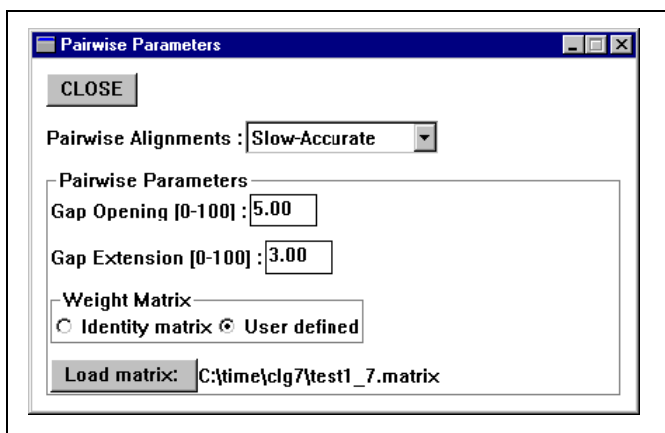 Pairwise Parameters
CLOSE
Pairwise Alignments : Slow-Accurate
Pairwise Parameters
Gap Opening [0-100] : 5.00
Gap Extension [0-100] : 3.00
Weight Matrix
Identity matrix User defined
Load matrix: C:\time\clg7\test1_7.matrix